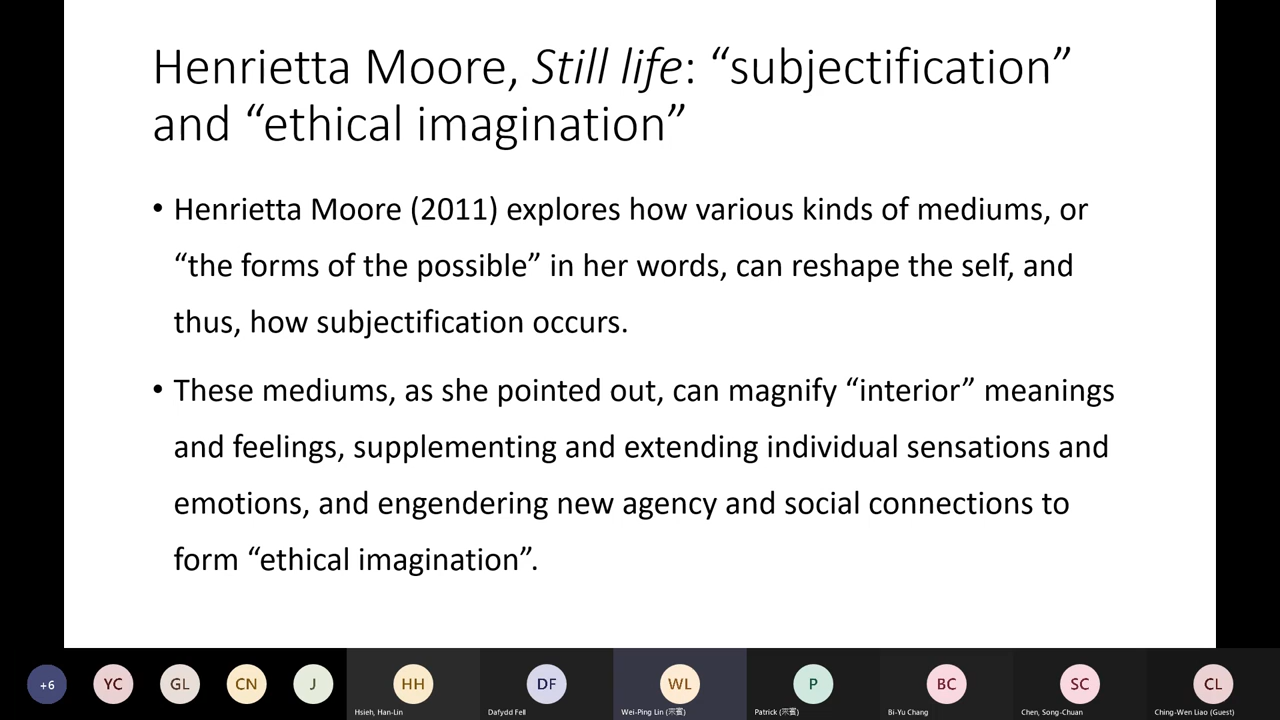 Henrietta Moore, Still life: “subjectification”
and “ethical imagination”
• Henrietta Moore (2011) explores how various kinds of mediums, or
“the forms of the possible” in her words, can reshape the self, and
thus, how subjectification occurs.
• These mediums, as she pointed out, can magnify “interior” meanings
and feelings, supplementing and extending individual sensations and
emotions, and engendering new agency and social connections to
form “ethical imagination”.
+6 YC GL CN J HH DF WL P BC SC CL
Hsieh, Han-Lin Dafydd Fell Wei-Ping Lin Patrick Bi-Yu Chang Chen, Song-Chuan Ching-Wen Liao (Guest)